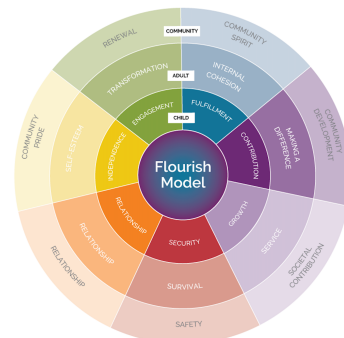 COMMUNITY
ADULT
CHILD
Flourish
Model
RENEWAL
TRANSFORMATION
ENGAGEMENT
COMMUNITY
SPIRIT
INTERNAL
COHESION
FULFILLMENT
COMMUNITY
DEVELOPMENT
MAKING A
DIFFERENCE
CONTRIBUTION
SOCIETAL
CONTRIBUTION
SERVICE
GROWTH
SAFETY
SURVIVAL
SECURITY
RELATIONSHIP
RELATIONSHIP
RELATIONSHIP
COMMUNITY
PRIDE
SELF-ESTEEM
INDEPENDENCE